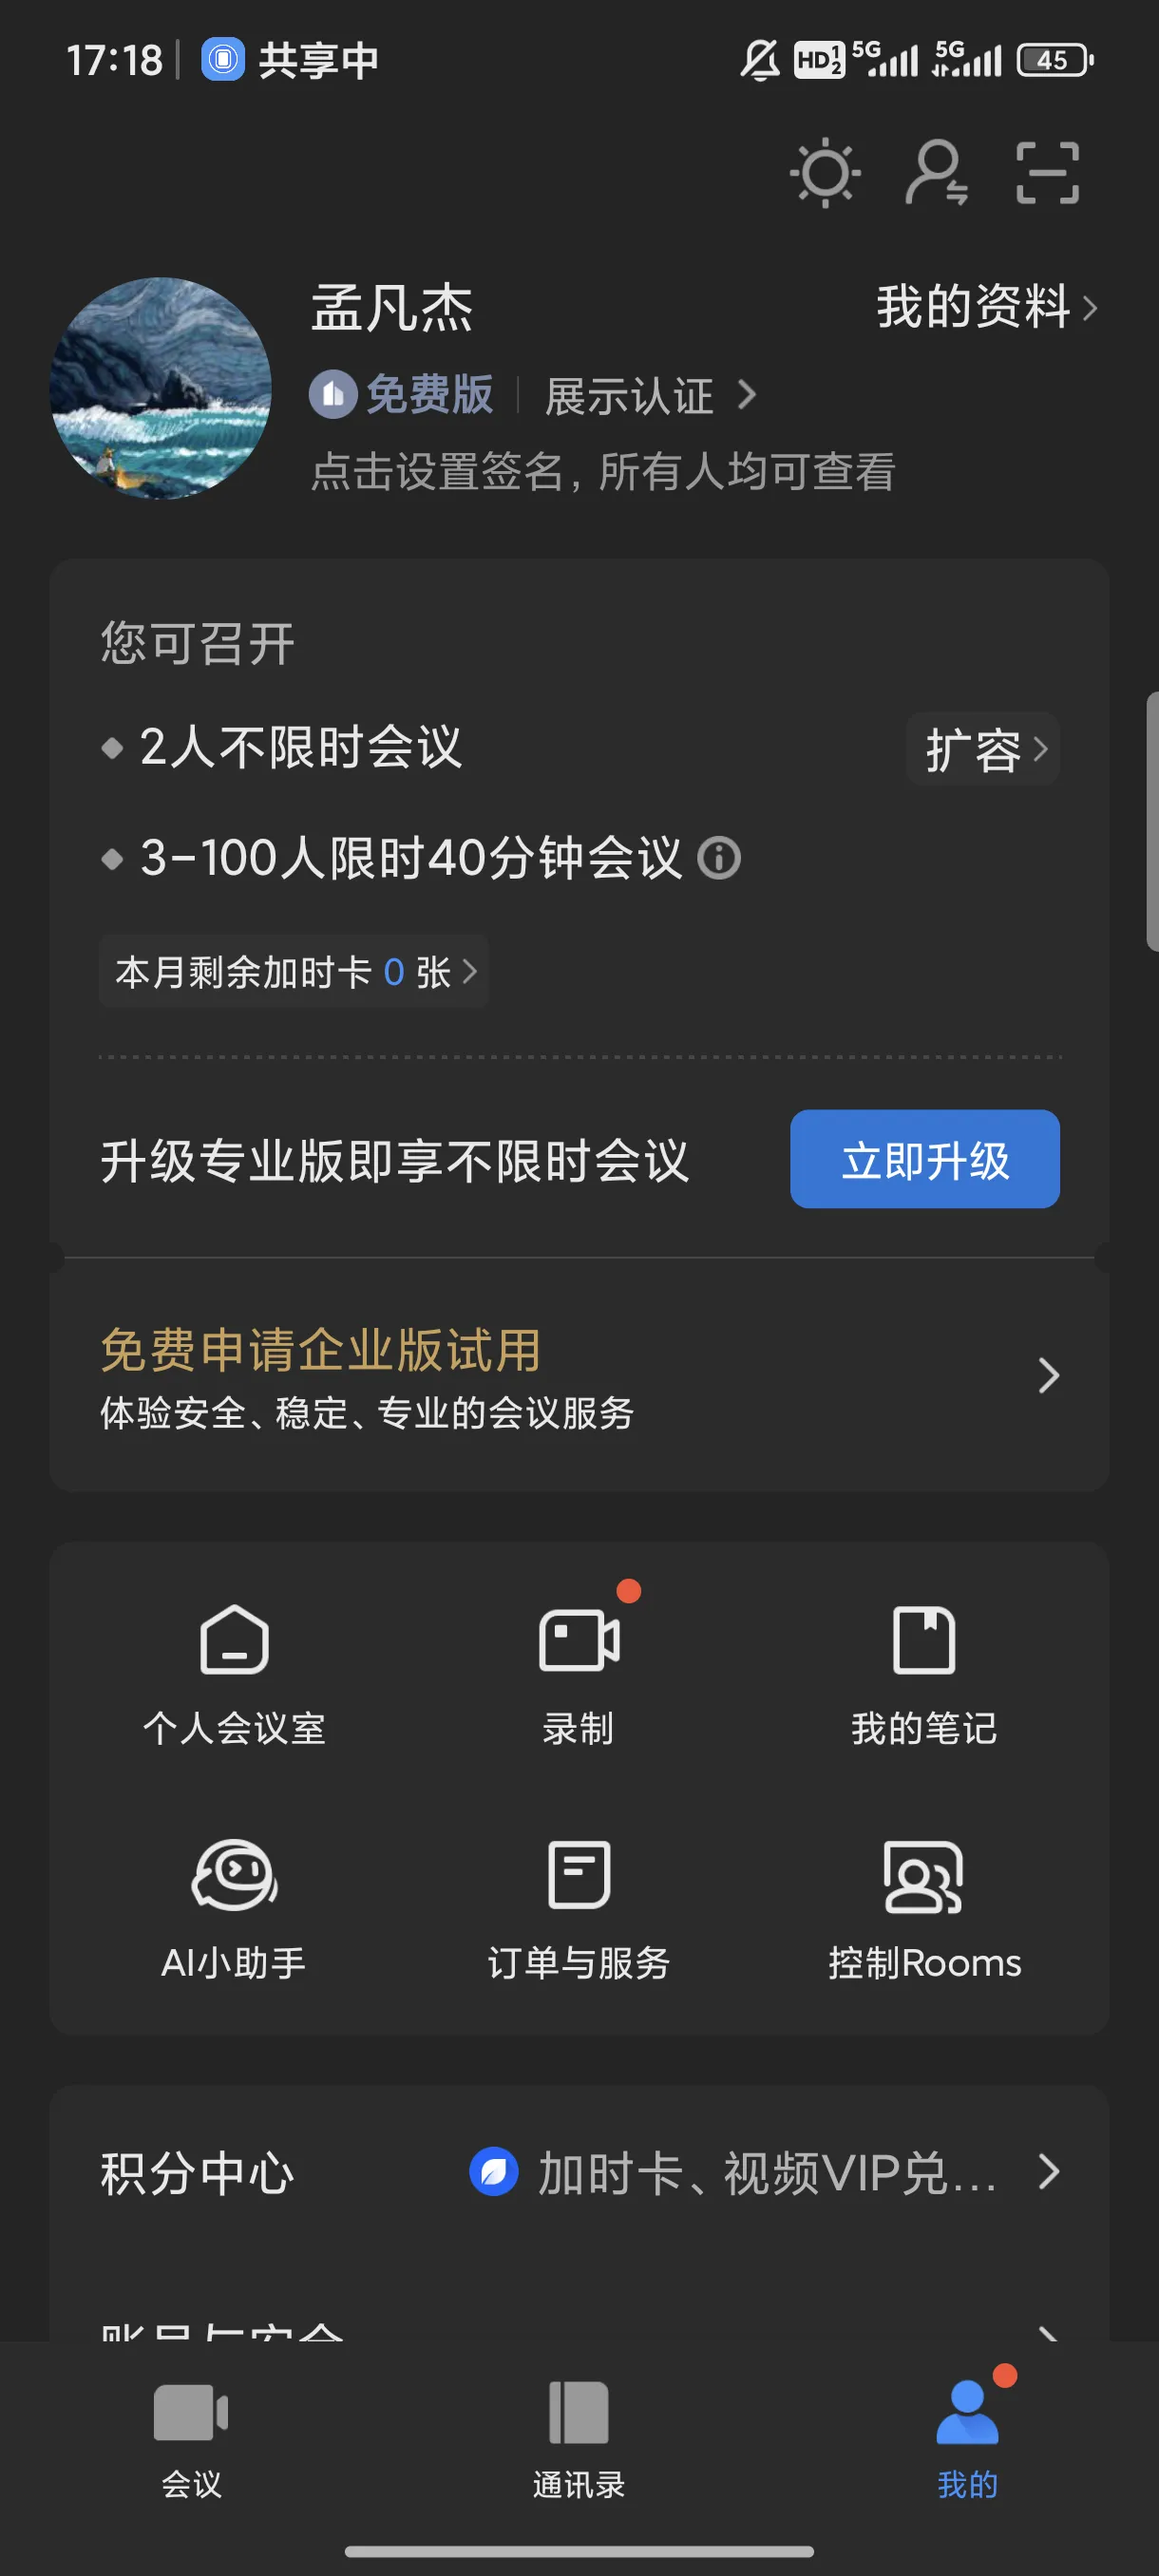 17:18 共享中 HD 1 2 5G 5G 45
孟凡杰 我的资料
免费版 展示认证
点击设置签名，所有人均可查看
您可召开
2人不限时会议 扩容
3-100人限时40分钟会议
本月剩余加时卡 0 张
升级专业版即享不限时会议 立即升级
免费申请企业版试用
体验安全、稳定、专业的会议服务
个人会议室 录制 我的笔记
AI小助手 订单与服务 控制Rooms
积分中心 加时卡、视频VIP兑...
账号与安全
会议 通讯录 我的